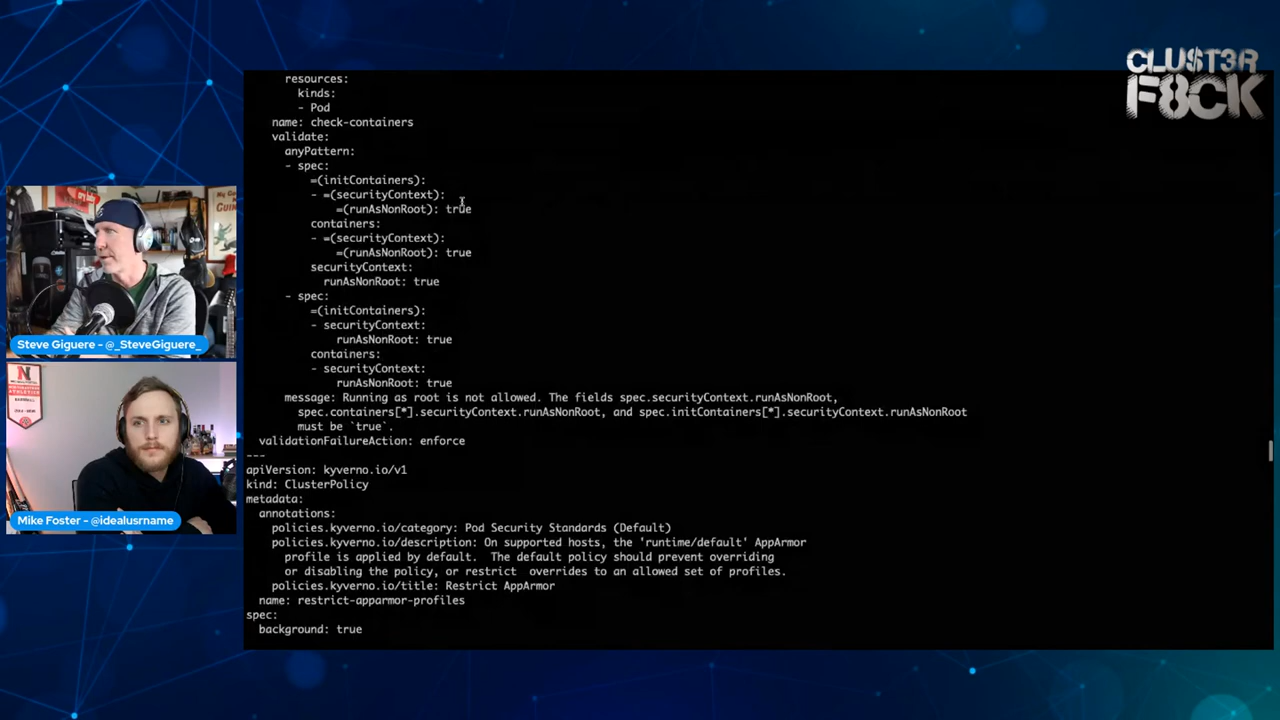 CLU$T3R
F8CK
resources:
kinds:
- Pod
name: check-containers
validate:
anyPattern:
- spec:
=(initContainers):
- =(securityContext):
=(runAsNonRoot): true
containers:
- =(securityContext):
=(runAsNonRoot): true
securityContext:
runAsNonRoot: true
- spec:
=(initContainers):
- securityContext:
runAsNonRoot: true
containers:
- securityContext:
runAsNonRoot: true
message: Running as root is not allowed. The fields spec.securityContext.runAsNonRoot,
spec.containers[*].securityContext.runAsNonRoot, and spec.initContainers[*].securityContext.runAsNonRoot
must be `true`.
validationFailureAction: enforce
---
apiVersion: kyverno.io/v1
kind: ClusterPolicy
metadata:
annotations:
policies.kyverno.io/category: Pod Security Standards (Default)
policies.kyverno.io/description: On supported hosts, the 'runtime/default' AppArmor
profile is applied by default.  The default policy should prevent overriding
or disabling the policy, or restrict  overrides to an allowed set of profiles.
policies.kyverno.io/title: Restrict AppArmor
name: restrict-apparmor-profiles
spec:
background: true
Steve Giguere - @_SteveGiguere_
Mike Foster - @idealusrname